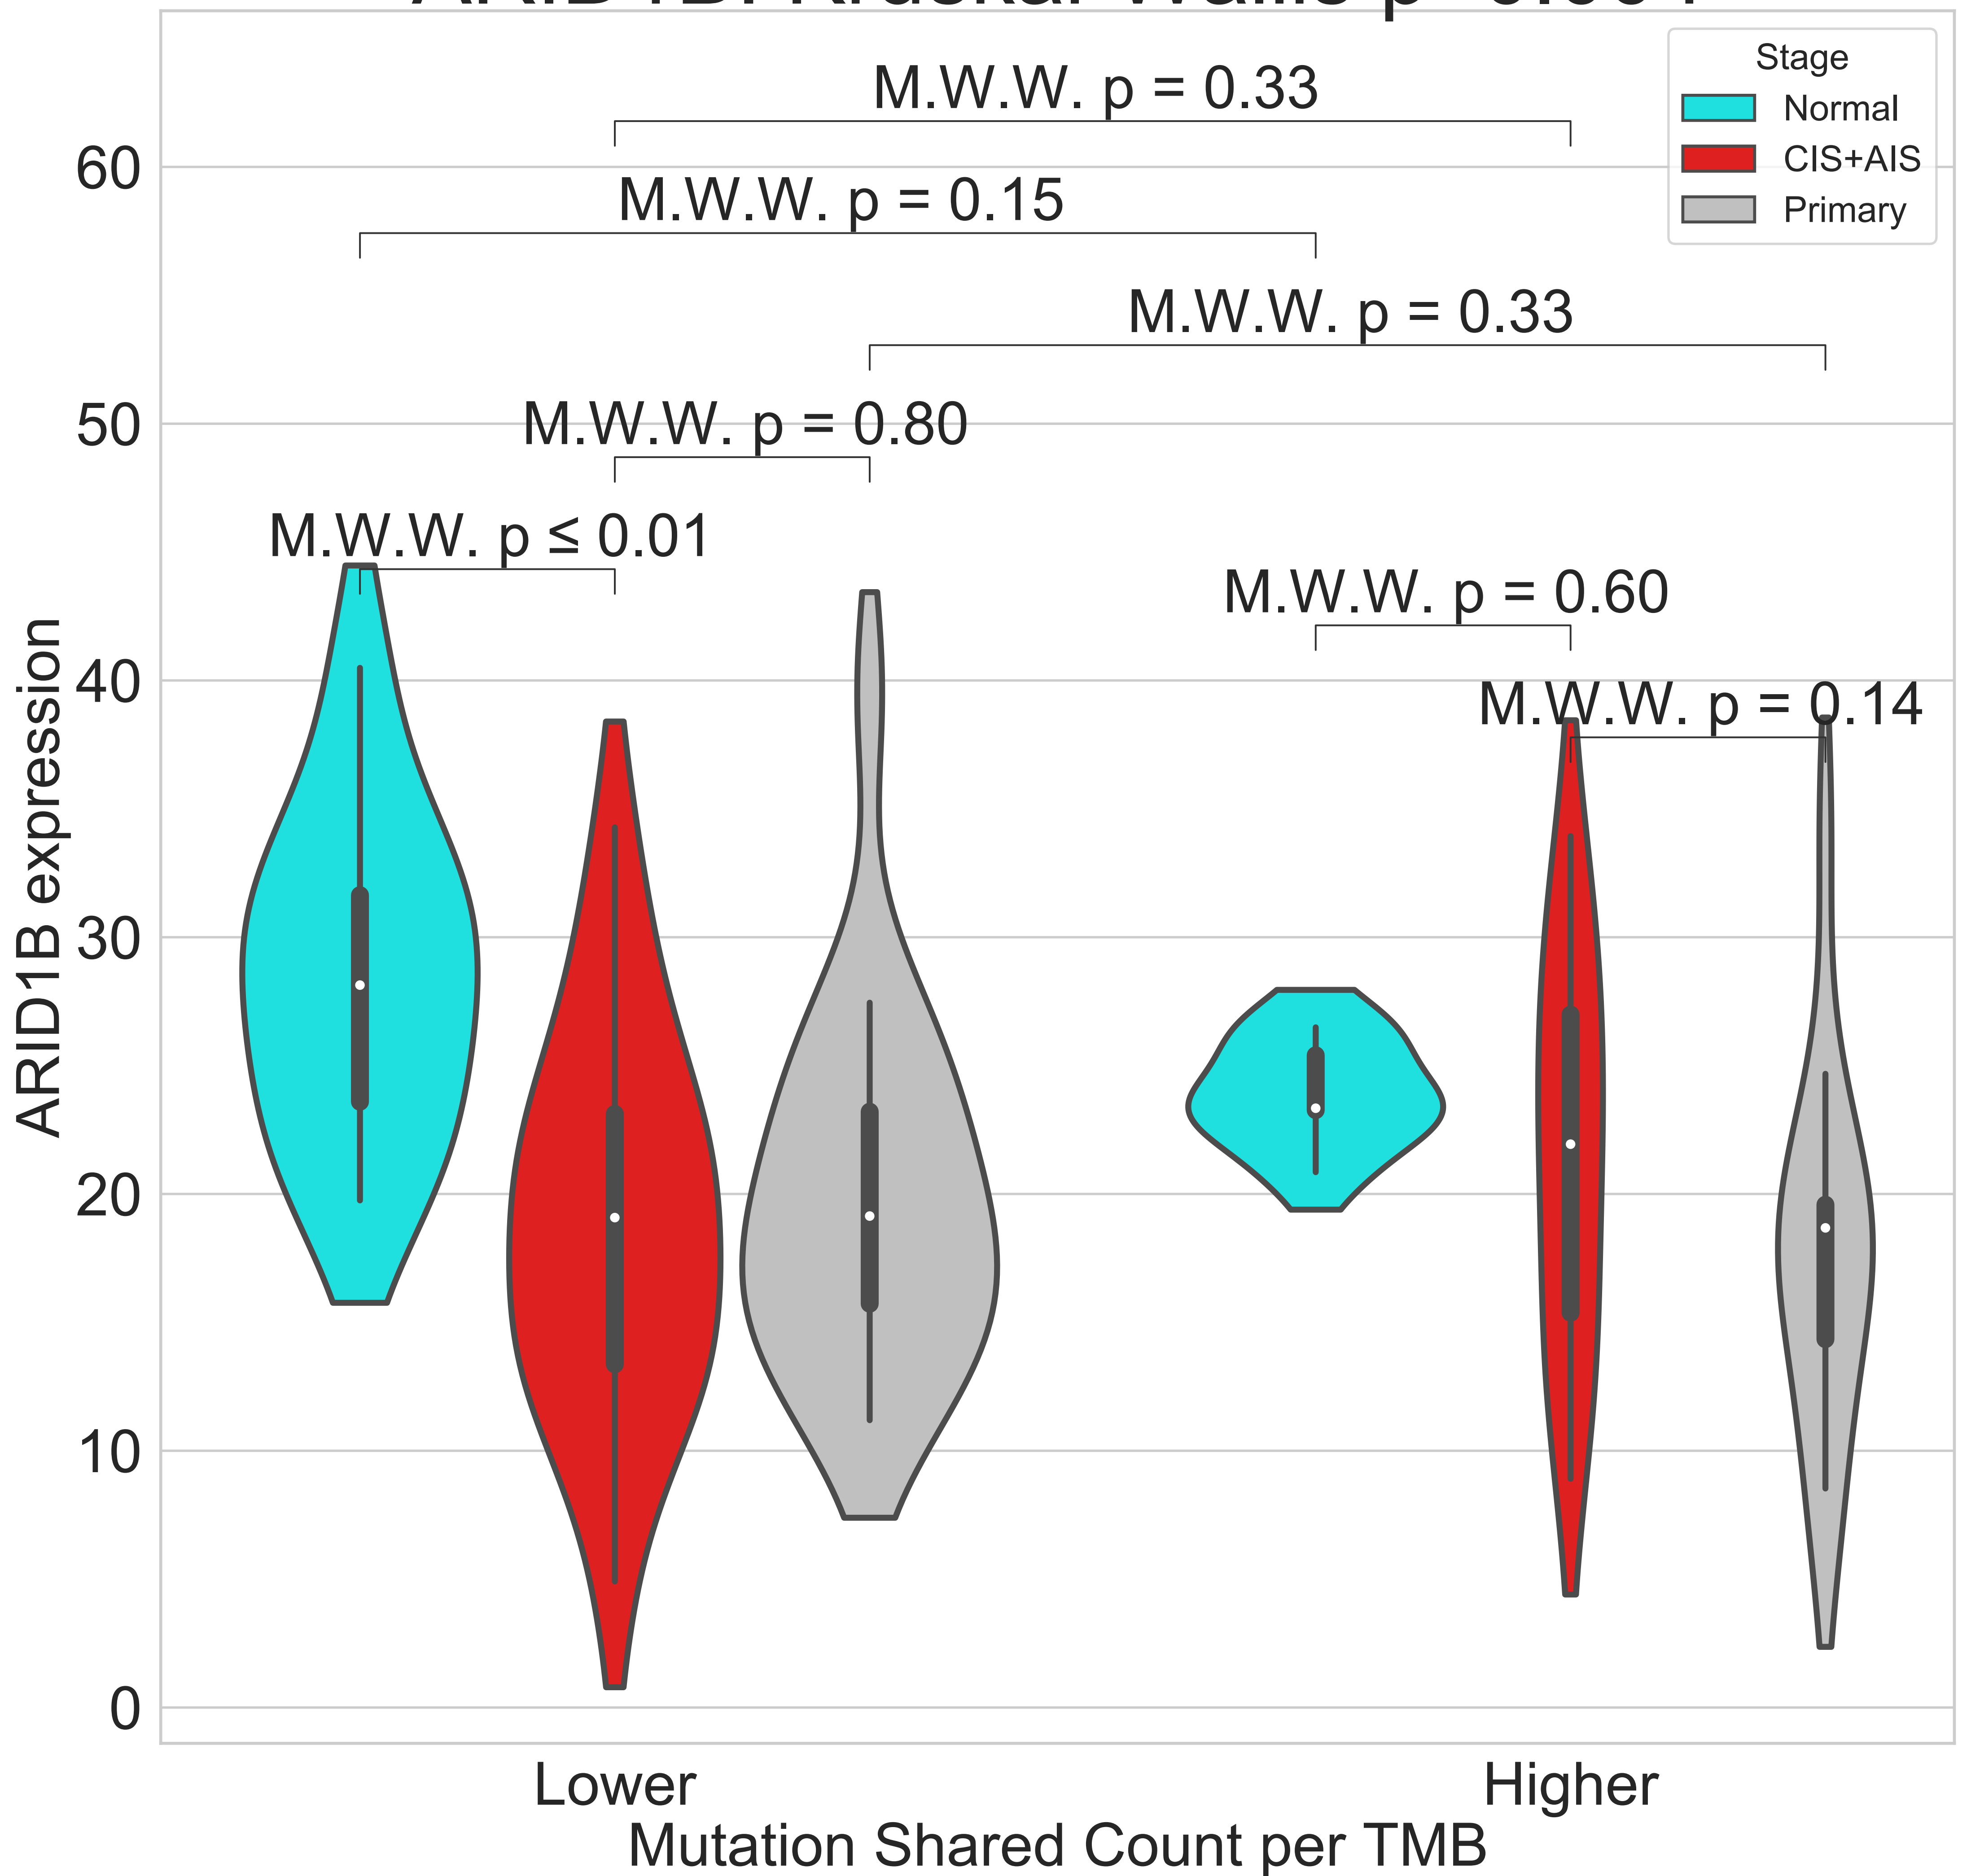 M.W.W. p = 0.33
Stage
Normal
CIS+AIS
Primary
60
M.W.W. p = 0.15
M.W.W. p = 0.33
50
M.W.W. p = 0.80
M.W.W. p ≤ 0.01
M.W.W. p = 0.60
40
M.W.W. p = 0.14
30
20
10
0
ARID1B expression
Lower
Higher
Mutation Shared Count per TMB